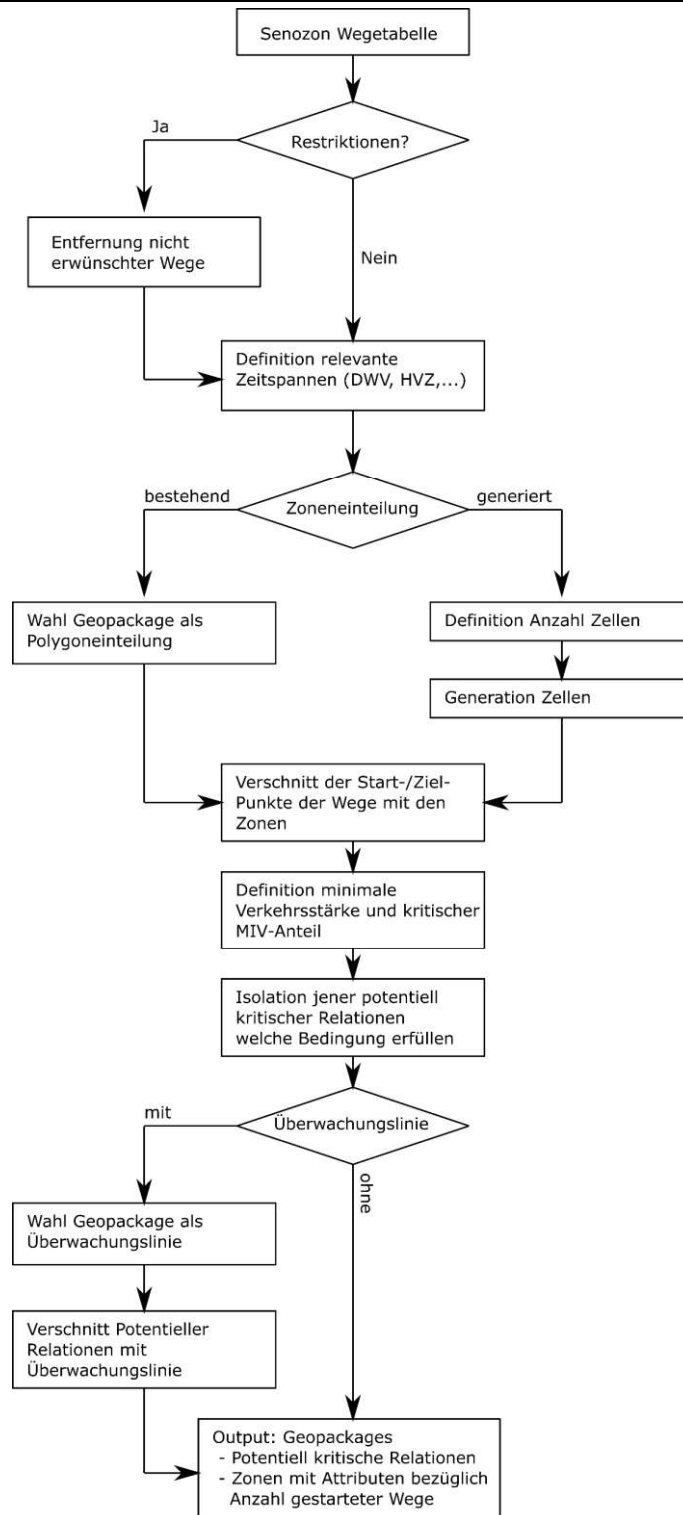 Senozon Wegetabelle
Ja
Restriktionen?
Entfernung nicht
erwünschter Wege
Nein
Definition relevante
Zeitspannen (DWV, HVZ,...)
bestehend
Zoneneinteilung
generiert
Wahl Geopackage als
Polygoneinteilung
Definition Anzahl Zellen
Generation Zellen
Verschnitt der Start-/Ziel-
Punkte der Wege mit den
Zonen
Definition minimale
Verkehrsstärke und kritischer
MIV-Anteil
Isolation jener potentiell
kritischer Relationen
welche Bedingung erfüllen
mit
Überwachungslinie
ohne
Wahl Geopackage als
Überwachungslinie
Verschnitt Potentieller
Relationen mit
Überwachungslinie
Output: Geopackages
- Potentiell kritische Relationen
- Zonen mit Attributen bezüglich
Anzahl gestarteter Wege